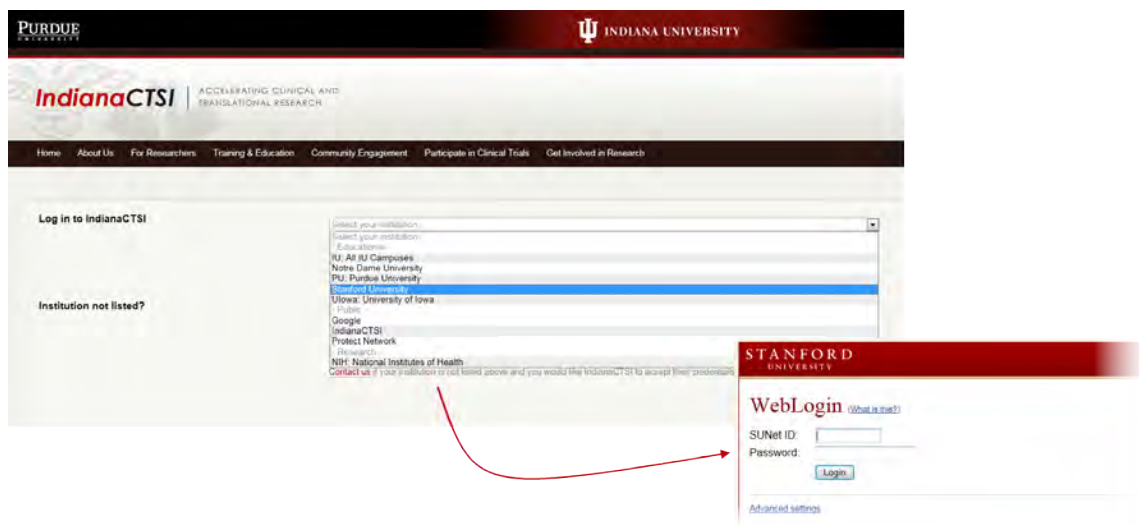 PURDUE
UNIVERSITY
INDIANA UNIVERSITY
IndianaCTSI
ACCELERATING CLINICAL AND
TRANSLATIONAL RESEARCH
Home About Us For Researchers Training & Education Community Engagement Participate in Clinical Trials Get Involved in Research
Log in to IndianaCTSI
Select your institution
Select your institution
Educational
IU: All IU Campuses
Notre Dame University
PU: Purdue University
Stanford University
UIowa: University of Iowa
Public
Google
IndianaCTSI
Protect Network
Research
NIH: National Institutes of Health
Institution not listed?
Contact us if your institution is not listed above and you would like IndianaCTSI to accept their credentials
STANFORD
UNIVERSITY
WebLogin (What is this?)
SUNet ID:
Password:
Login
Advanced settings